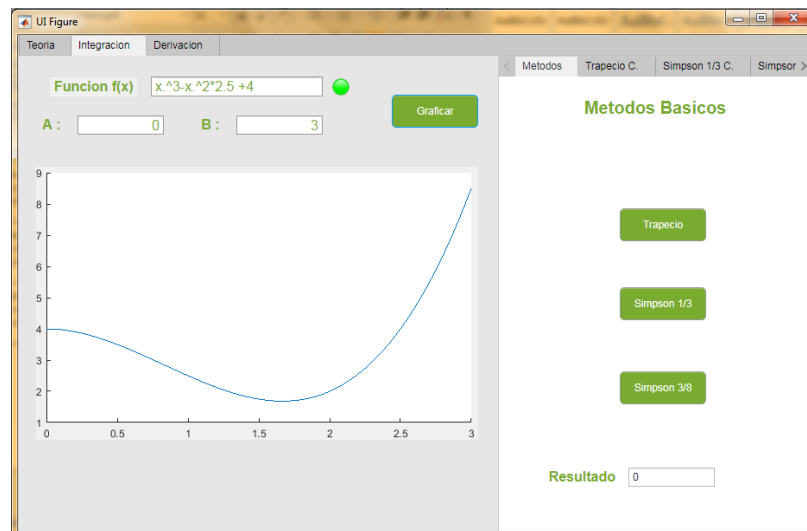 UI Figure
Teoria Integracion Derivacion
Funcion f(x) x.^3-x.^2*2.5 +4
A : 0 B : 3
Graficar
9
8
7
6
5
4
3
2
1
0 0.5 1 1.5 2 2.5 3
Metodos Trapecio C. Simpson 1/3 C. Simpsor
Metodos Basicos
Trapecio
Simpson 1/3
Simpson 3/8
Resultado 0